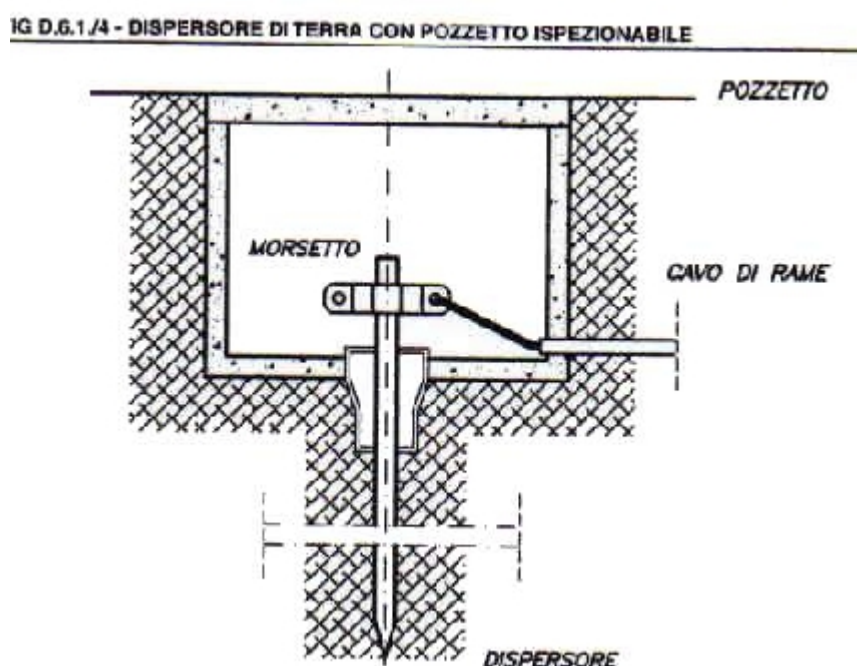 IG D.6.1./4 - DISPERSORE DI TERRA CON POZZETTO ISPEZIONABILE
POZZETTO
MORSETTO
CAVO DI RAME
DISPERSORE